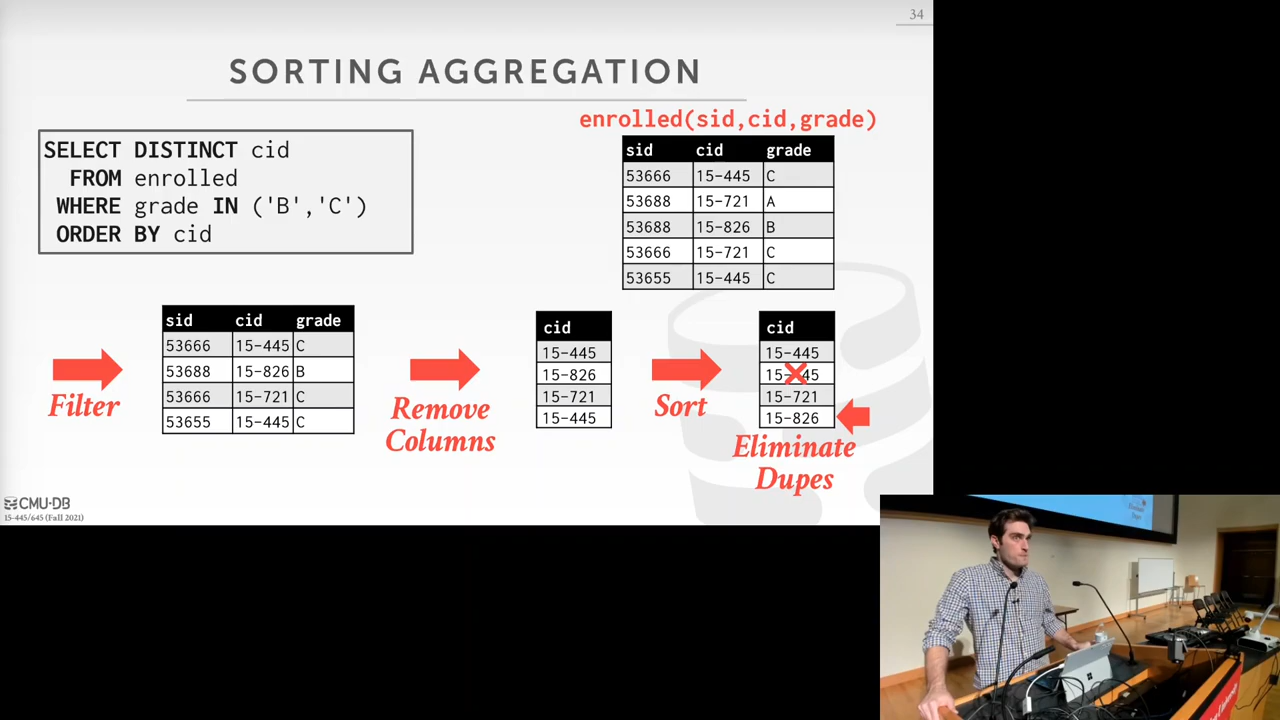 34
SORTING AGGREGATION
SELECT DISTINCT cid
FROM enrolled
WHERE grade IN ('B','C')
ORDER BY cid
enrolled(sid,cid,grade)
sid cid grade
53666 15-445 C
53688 15-721 A
53688 15-826 B
53666 15-721 C
53655 15-445 C
Filter
sid cid grade
53666 15-445 C
53688 15-826 B
53666 15-721 C
53655 15-445 C
Remove
Columns
cid
15-445
15-826
15-721
15-445
Sort
cid
15-445
15-445
15-721
15-826
Eliminate
Dupes
CMU·DB
15-445/645 (Fall 2021)
Eliminate
Dupes